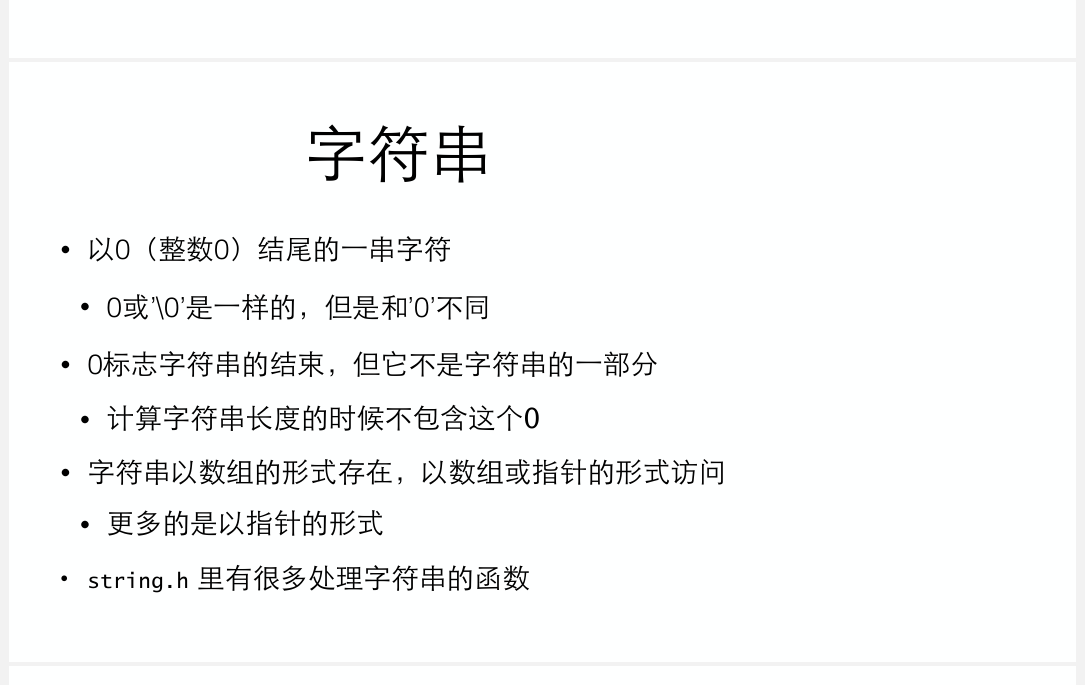 字符串
• 以0（整数0）结尾的一串字符
• 0或’\0’是一样的，但是和’0’不同
• 0标志字符串的结束，但它不是字符串的一部分
• 计算字符串长度的时候不包含这个0
• 字符串以数组的形式存在，以数组或指针的形式访问
• 更多的是以指针的形式
• string.h 里有很多处理字符串的函数